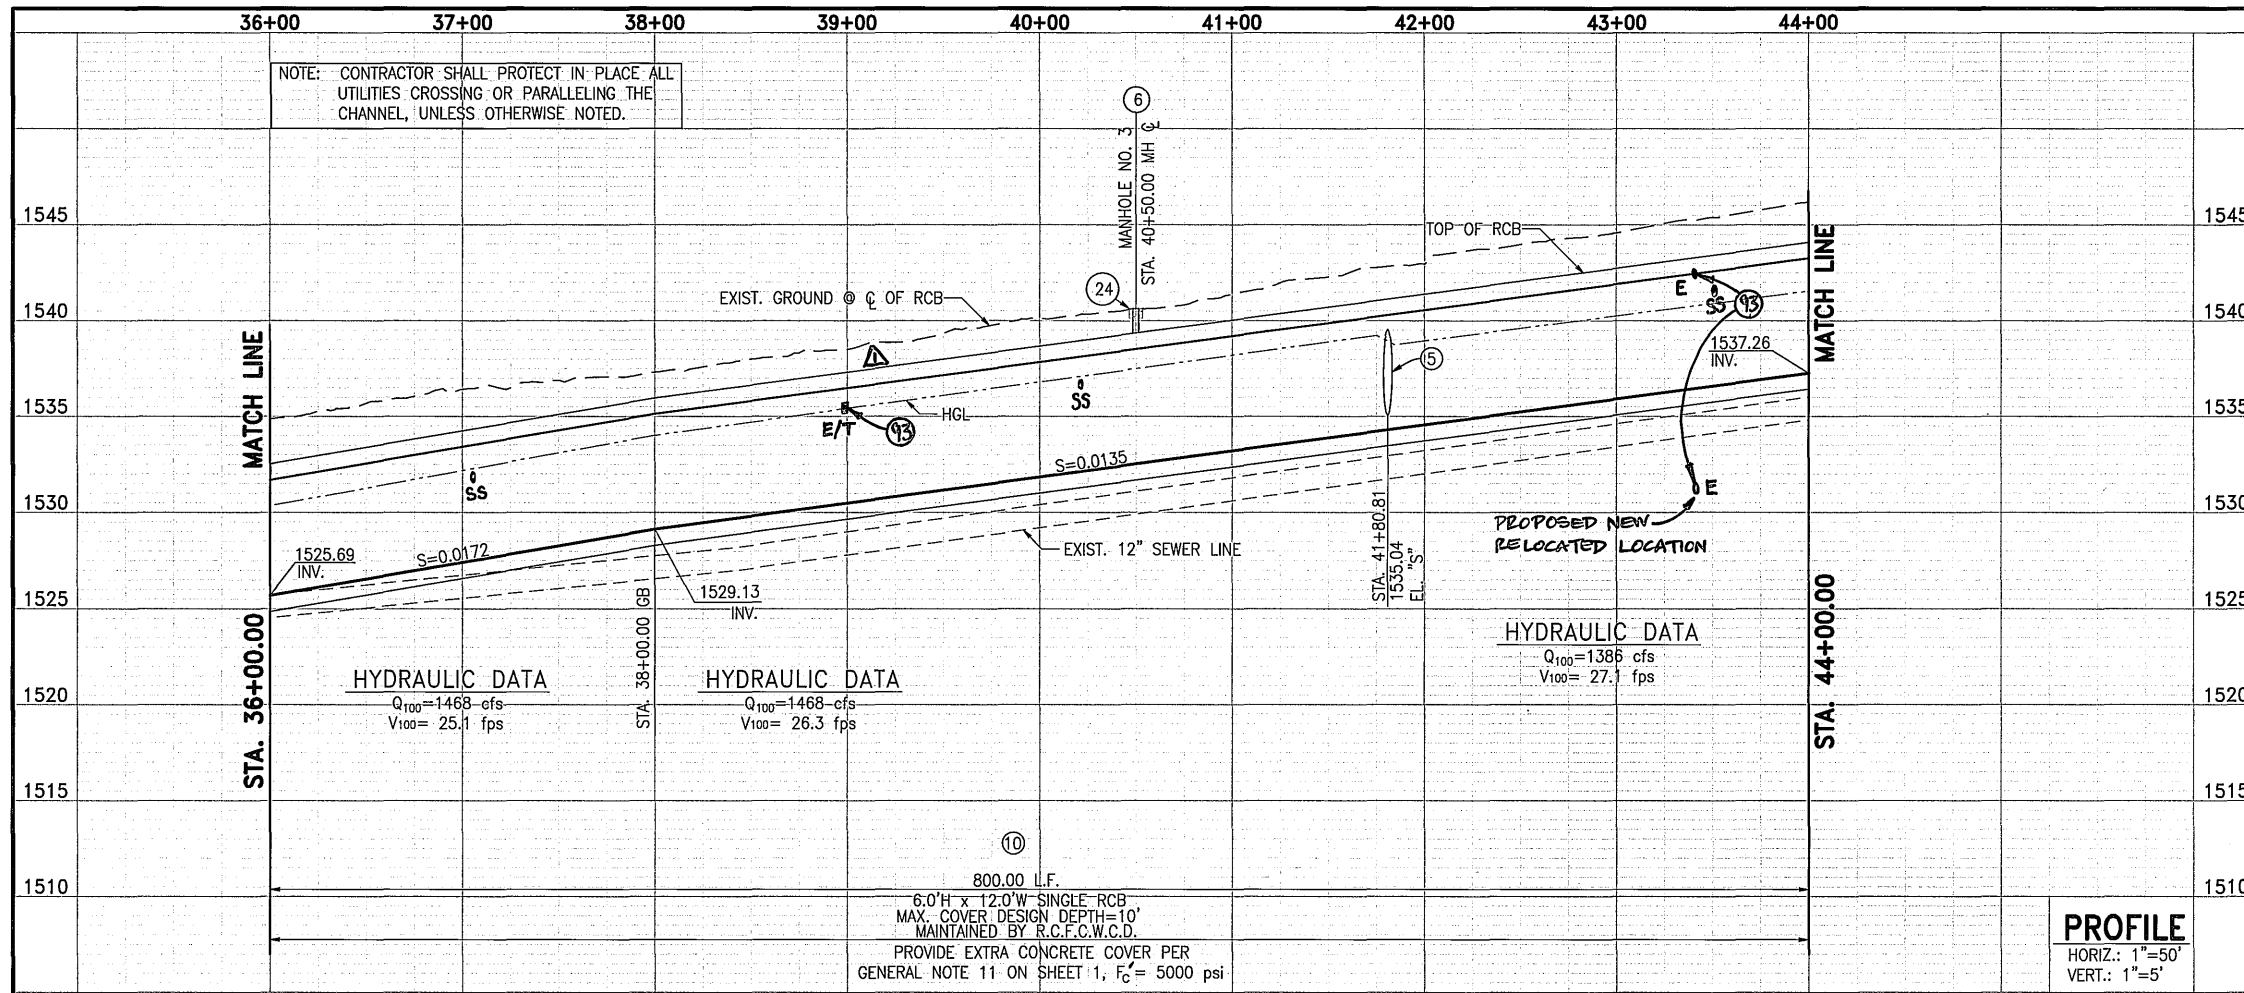 36+00 37+00 38+00 39+00 40+00 41+00 42+00 43+00 44+00
NOTE: CONTRACTOR SHALL PROTECT IN PLACE ALL
UTILITIES CROSSING OR PARALLELING THE
CHANNEL, UNLESS OTHERWISE NOTED.
6
MANHOLE NO. 3
STA. 40+50.00 MH ℄
24
1545
1545
TOP OF RCB
EXIST. GROUND @ ℄ OF RCB
1
E
SS
93
1540
1540
MATCH LINE
MATCH LINE
1537.26
INV.
15
SS
HGL
E/T
93
1535
1535
SS
S=0.0135
E
PROPOSED NEW
RELOCATED LOCATION
1530
1530
EXIST. 12" SEWER LINE
S=0.0172
1525.69
INV.
1529.13
INV.
STA. 41+80.81
1535.04
EL. "S"
1525
1525
STA. 36+00.00
STA. 38+00.00 GB
STA. 44+00.00
HYDRAULIC DATA
Q100=1468 cfs
V100= 25.1 fps
HYDRAULIC DATA
Q100=1468 cfs
V100= 26.3 fps
HYDRAULIC DATA
Q100=1386 cfs
V100= 27.1 fps
1520
1520
1515
1515
10
1510
1510
800.00 L.F.
6.0'H x 12.0'W SINGLE RCB
MAX. COVER DESIGN DEPTH=10'
MAINTAINED BY R.C.F.C.W.C.D.
PROVIDE EXTRA CONCRETE COVER PER
GENERAL NOTE 11 ON SHEET 1, F'c= 5000 psi
PROFILE
HORIZ.: 1"=50'
VERT.: 1"=5'